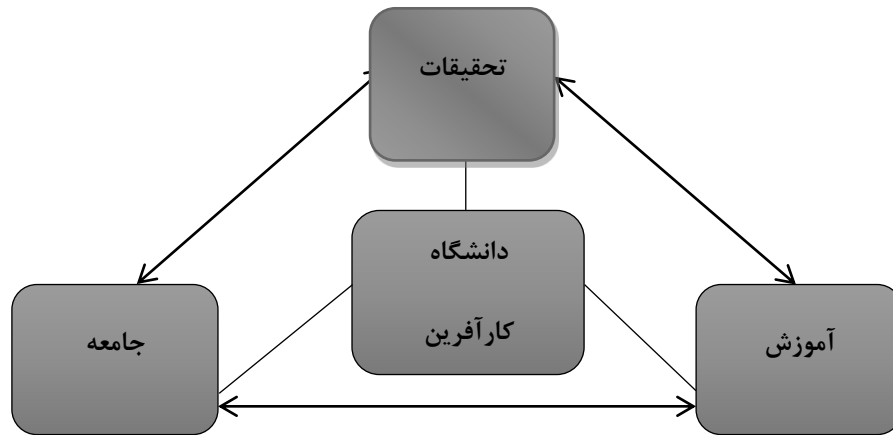 تحقیقات
دانشگاه
کارآفرین
آموزش
جامعه